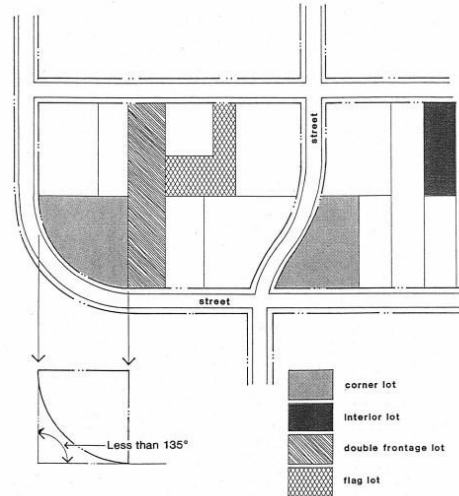 street
street
Less than 135°
corner lot
interior lot
double frontage lot
flag lot